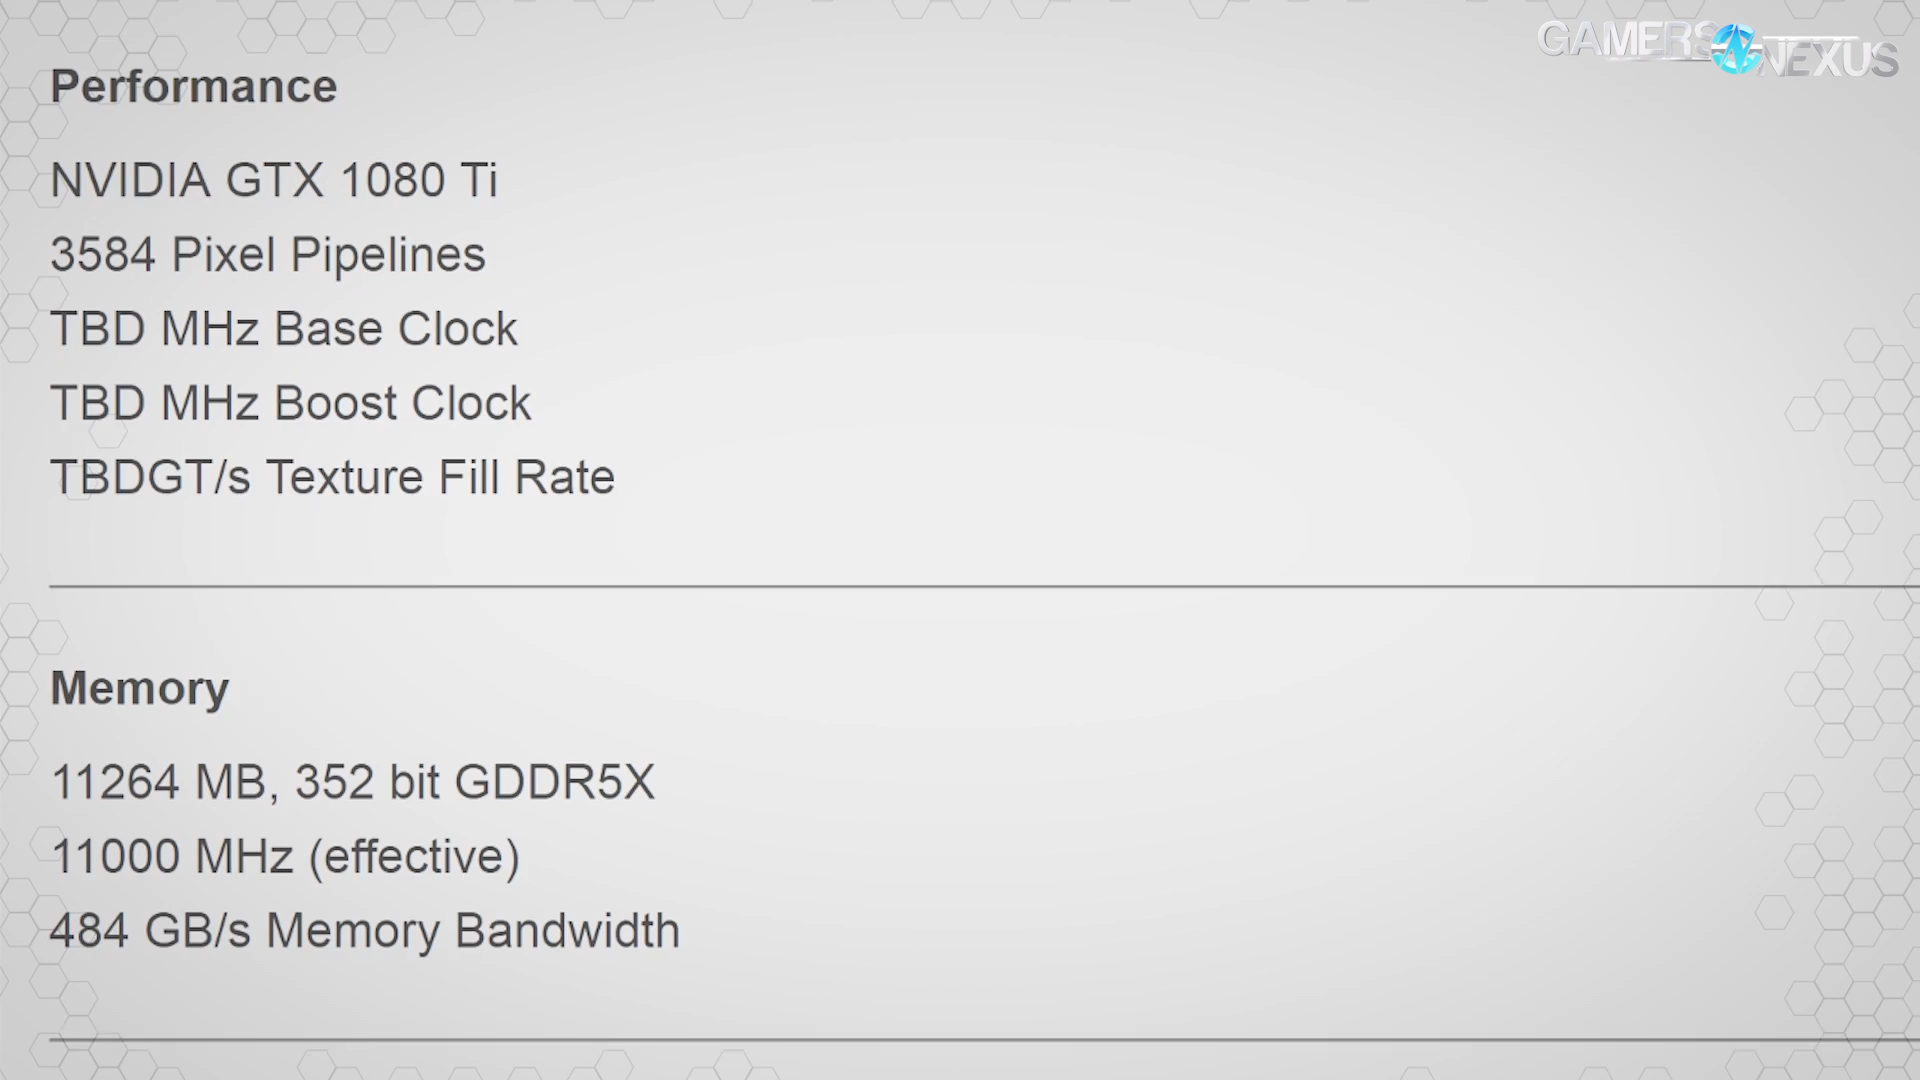 GAMERS NEXUS
Performance
NVIDIA GTX 1080 Ti
3584 Pixel Pipelines
TBD MHz Base Clock
TBD MHz Boost Clock
TBDGT/s Texture Fill Rate
Memory
11264 MB, 352 bit GDDR5X
11000 MHz (effective)
484 GB/s Memory Bandwidth